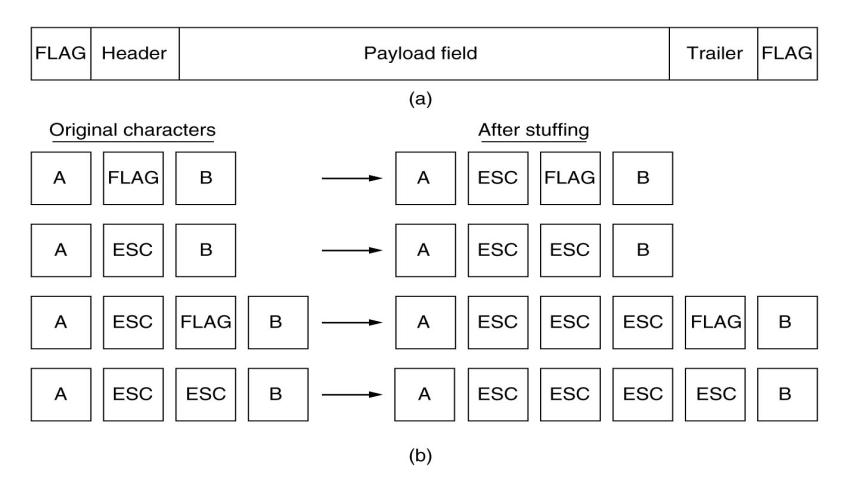 FLAG Header Payload field Trailer FLAG
(a)
Original characters After stuffing
A FLAG B A ESC FLAG B
A ESC B A ESC ESC B
A ESC FLAG B A ESC ESC ESC FLAG B
A ESC ESC B A ESC ESC ESC ESC B
(b)